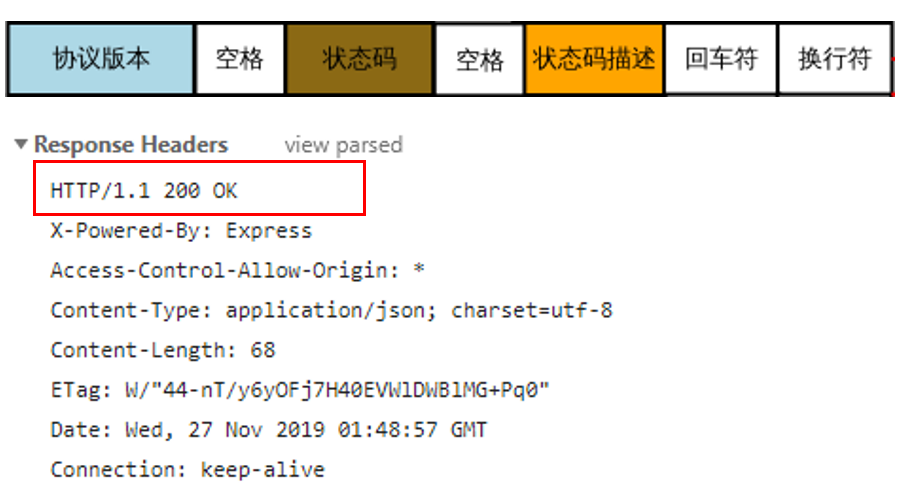 协议版本 空格 状态码 空格 状态码描述 回车符 换行符
Response Headers view parsed
HTTP/1.1 200 OK
X-Powered-By: Express
Access-Control-Allow-Origin: *
Content-Type: application/json; charset=utf-8
Content-Length: 68
ETag: W/"44-nT/y6yOFj7H40EVWlDWBlMG+Pq0"
Date: Wed, 27 Nov 2019 01:48:57 GMT
Connection: keep-alive